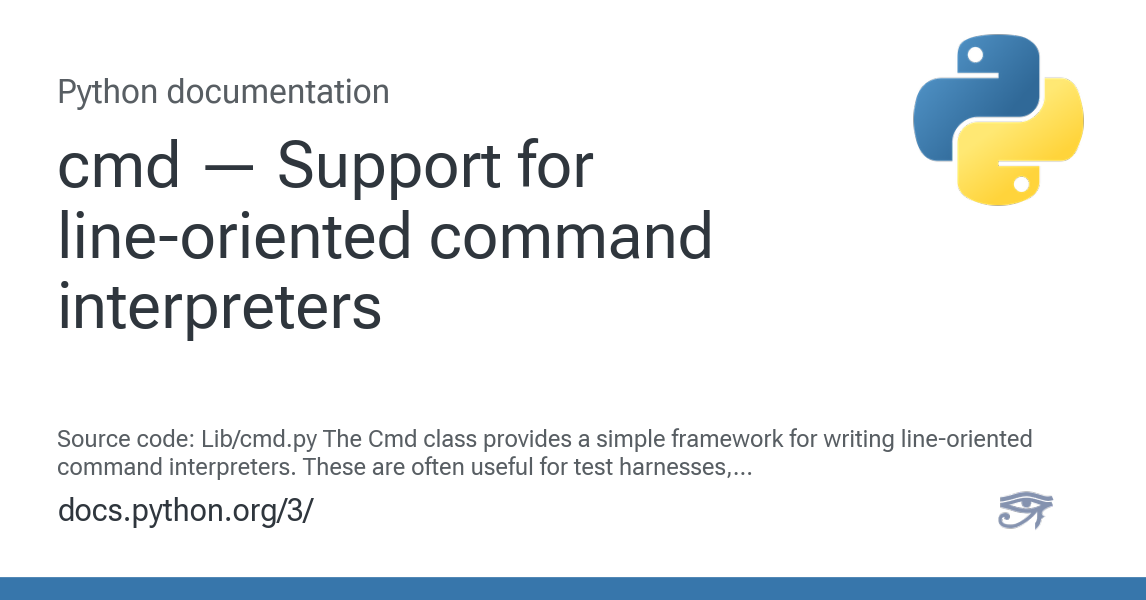 Python documentation
cmd — Support for
line-oriented command
interpreters
Source code: Lib/cmd.py The Cmd class provides a simple framework for writing line-oriented
command interpreters. These are often useful for test harnesses,...
docs.python.org/3/